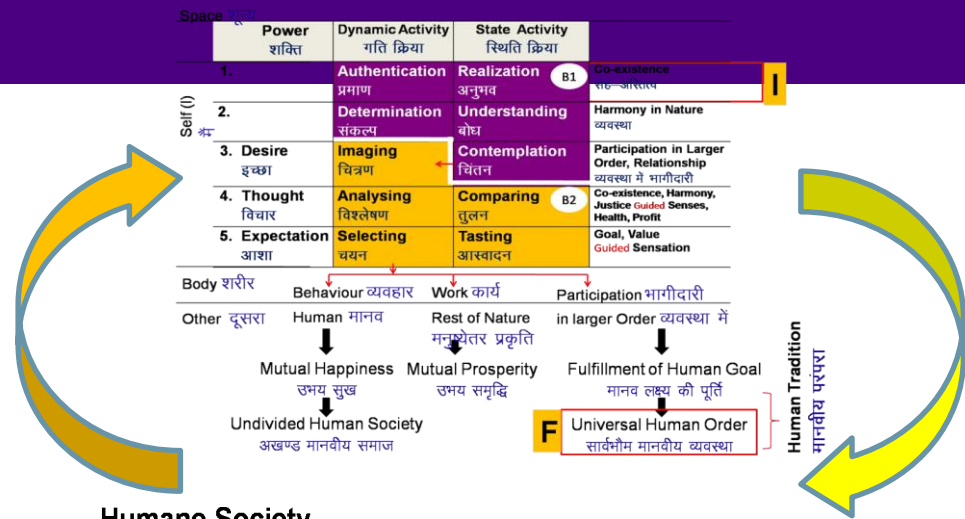 Space शून्य
Power Dynamic Activity State Activity
शक्ति गति क्रिया स्थिति क्रिया
1. Authentication Realization B1 Co-existence I
प्रमाण अनुभव सह-अस्तित्व
Self (I)
मैं
2. Determination Understanding Harmony in Nature
संकल्प बोध व्यवस्था
3. Desire Imaging Contemplation Participation in Larger
Order, Relationship
इच्छा चित्रण चिंतन व्यवस्था में भागीदारी
4. Thought Analysing Comparing B2 Co-existence, Harmony,
Justice Guided Senses,
विचार विश्लेषण तुलन Health, Profit
5. Expectation Selecting Tasting Goal, Value
आशा चयन आस्वादन Guided Sensation
Body शरीर
Behaviour व्यवहार Work कार्य Participation भागीदारी
Other दूसरा Human मानव Rest of Nature in larger Order व्यवस्था में
मनुष्येतर प्रकृति
Mutual Happiness Mutual Prosperity Fulfillment of Human Goal
उभय सुख उभय समृद्धि मानव लक्ष्य की पूर्ति
Undivided Human Society F Universal Human Order
अखण्ड मानवीय समाज सार्वभौम मानवीय व्यवस्था
Human Tradition
मानवीय परंपरा
Humane Society